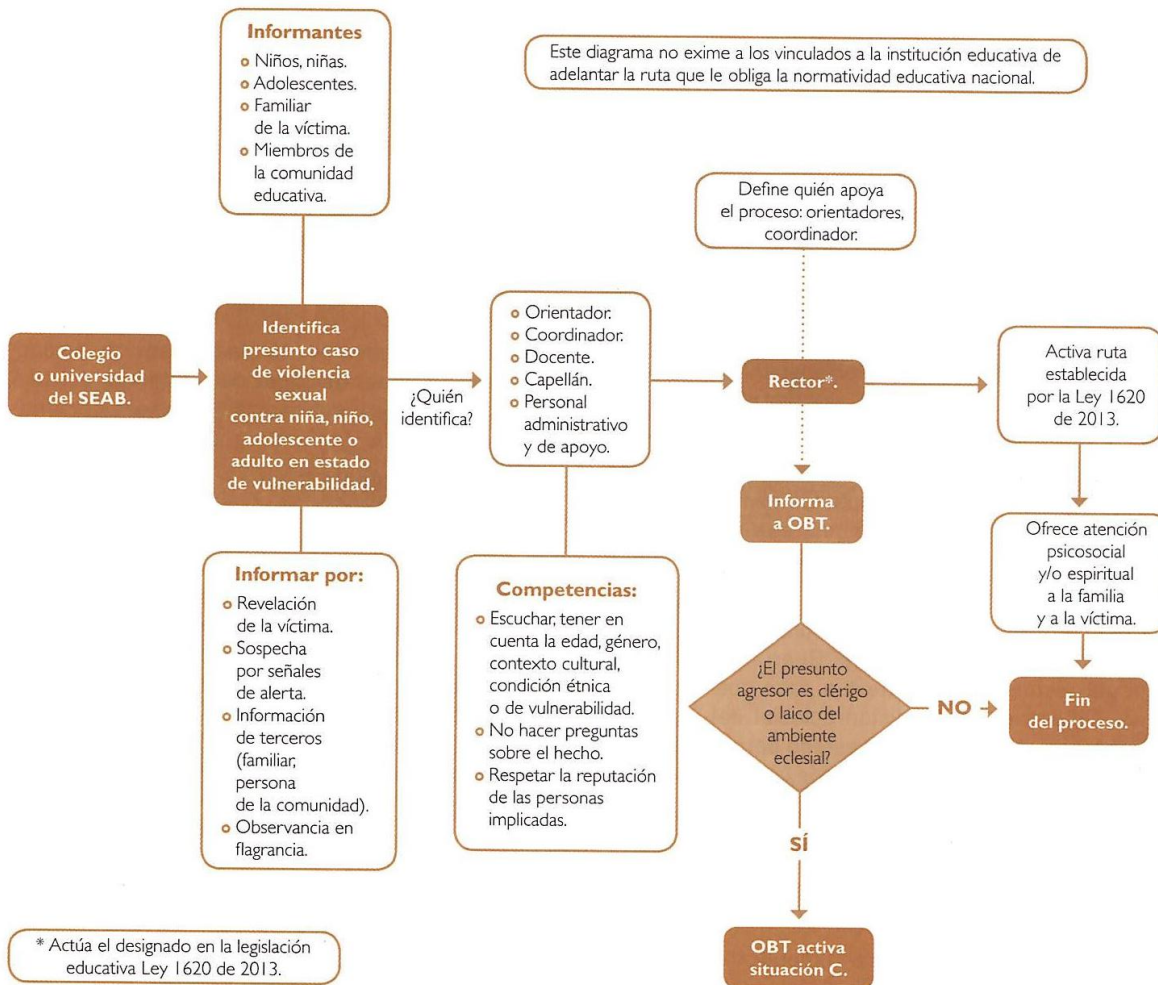 Informantes
Niños, niñas.
Adolescentes.
Familiar
de la víctima.
Miembros de
la comunidad
educativa.
Este diagrama no exime a los vinculados a la institución educativa de
adelantar la ruta que le obliga la normatividad educativa nacional.
Define quién apoya
el proceso: orientadores,
coordinador.
Colegio
o universidad
del SEAB.
Identifica
presunto caso
de violencia
sexual
contra niña, niño,
adolescente o
adulto en estado
de vulnerabilidad.
¿Quién
identifica?
Orientador.
Coordinador.
Docente.
Capellán.
Personal
administrativo
y de apoyo.
Rector*.
Activa ruta
establecida
por la Ley 1620
de 2013.
Informa
a OBT.
Ofrece atención
psicosocial
y/o espiritual
a la familia
y a la víctima.
Informar por:
Revelación
de la víctima.
Sospecha
por señales
de alerta.
Información
de terceros
(familiar,
persona
de la comunidad).
Observancia en
flagrancia.
Competencias:
Escuchar, tener en
cuenta la edad, género,
contexto cultural,
condición étnica
o de vulnerabilidad.
No hacer preguntas
sobre el hecho.
Respetar la reputación
de las personas
implicadas.
¿El presunto
agresor es clérigo
o laico del
ambiente
eclesial?
NO
Fin
del proceso.
SÍ
OBT activa
situación C.
* Actúa el designado en la legislación
educativa Ley 1620 de 2013.